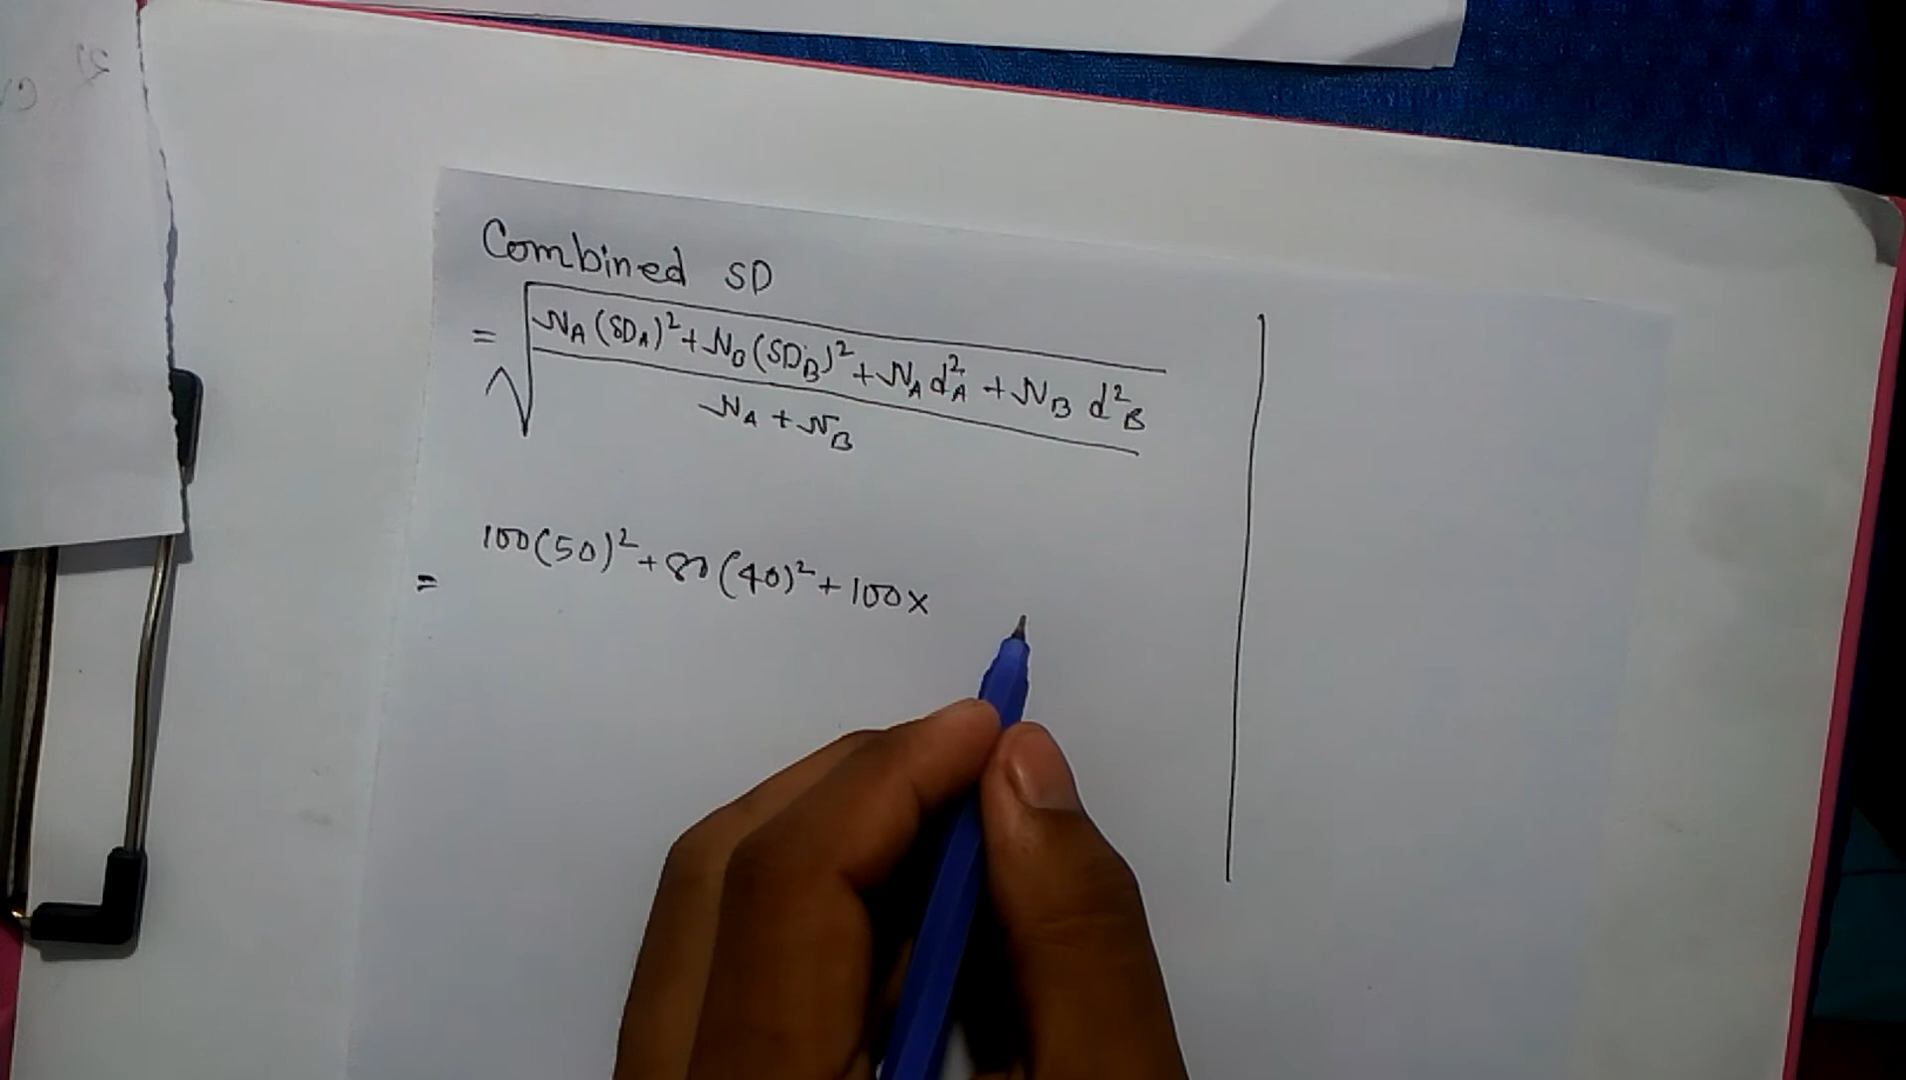 Combined SD
= √(N_A (SD_A)² + N_B (SD_B)² + N_A d²_A + N_B d²_B
N_A + N_B
= 100(50)² + 80(40)² + 100×